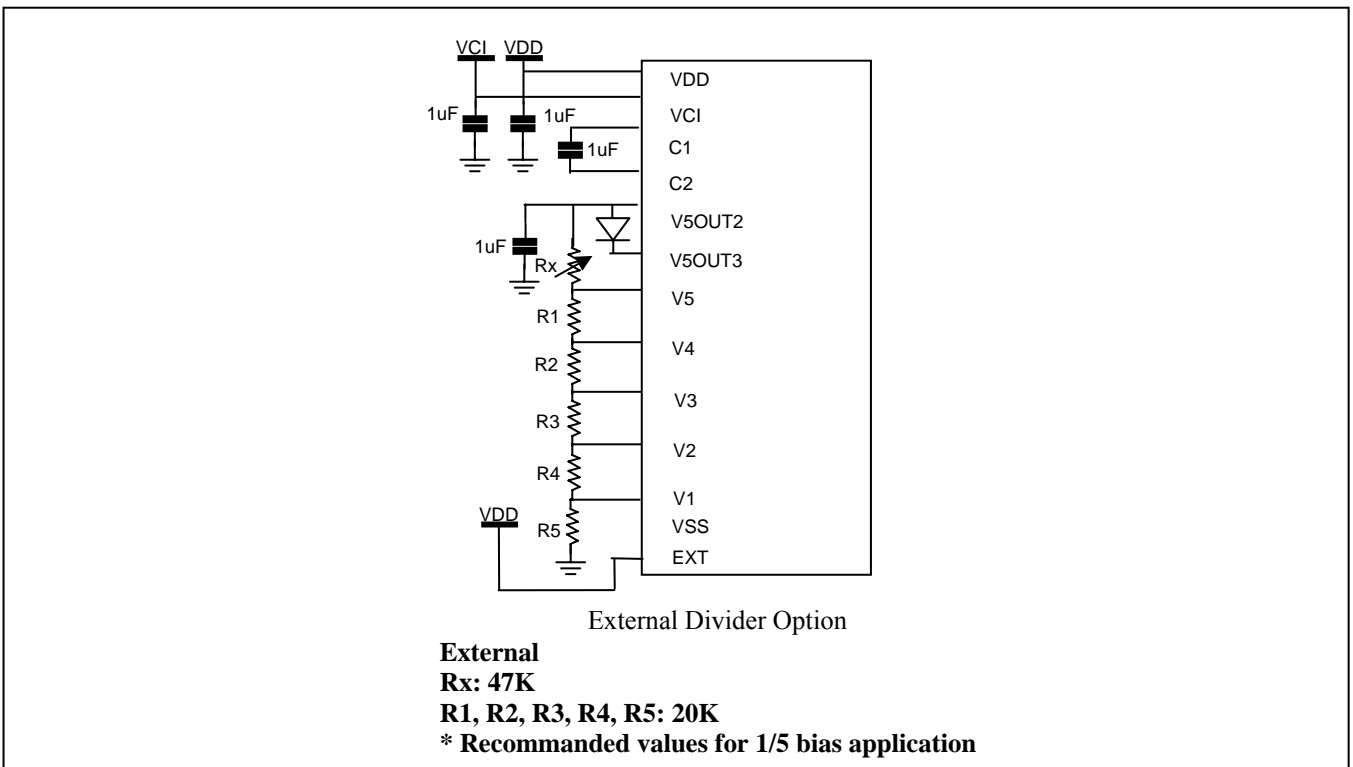 VCI VDD
VDD
1uF 1uF VCI
1uF C1
C2
V5OUT2
1uF
Rx V5OUT3
V5
R1
V4
R2
V3
R3
V2
R4
V1
VDD
R5 VSS
EXT
External Divider Option
External
Rx: 47K
R1, R2, R3, R4, R5: 20K
* Recommanded values for 1/5 bias application